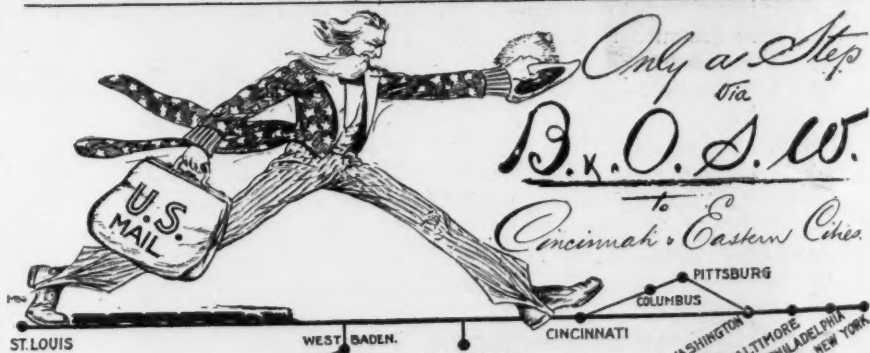 Only a Step
Via
B. & O. S. W.
to
Cincinnati & Eastern Cities.
U.S.
MAIL
PITTSBURG
COLUMBUS
ST. LOUIS
WEST BADEN.
CINCINNATI
WASHINGTON
BALTIMORE
PHILADELPHIA
NEW YORK